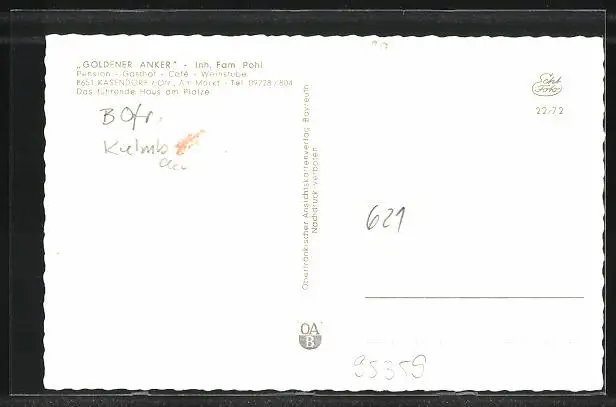 „GOLDENER ANKER" - Inh. Fam. Pohl
Pension - Gasthof - Café - Weinstube
8651 KASENDORF / Ofr., Am Markt - Tel. 09228 / 804
Das führende Haus am Platze
B Ofr.
Kulmb
Oberfränkischer Ansichtskartenverlag Bayreuth
Nachdruck verboten
Echt
Foto
22/72
621
OA
B
95359